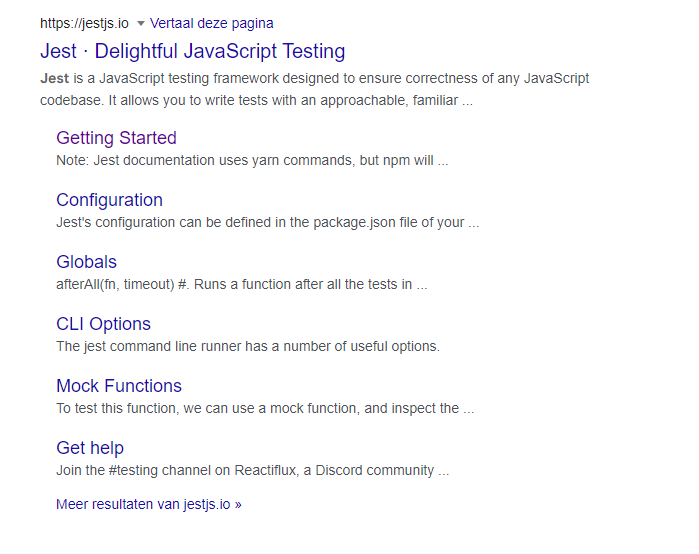 https://jestjs.io Vertaal deze pagina
Jest · Delightful JavaScript Testing
Jest is a JavaScript testing framework designed to ensure correctness of any JavaScript
codebase. It allows you to write tests with an approachable, familiar ...
Getting Started
Note: Jest documentation uses yarn commands, but npm will ...
Configuration
Jest's configuration can be defined in the package.json file of your ...
Globals
afterAll(fn, timeout) #. Runs a function after all the tests in ...
CLI Options
The jest command line runner has a number of useful options.
Mock Functions
To test this function, we can use a mock function, and inspect the ...
Get help
Join the #testing channel on Reactiflux, a Discord community ...
Meer resultaten van jestjs.io »